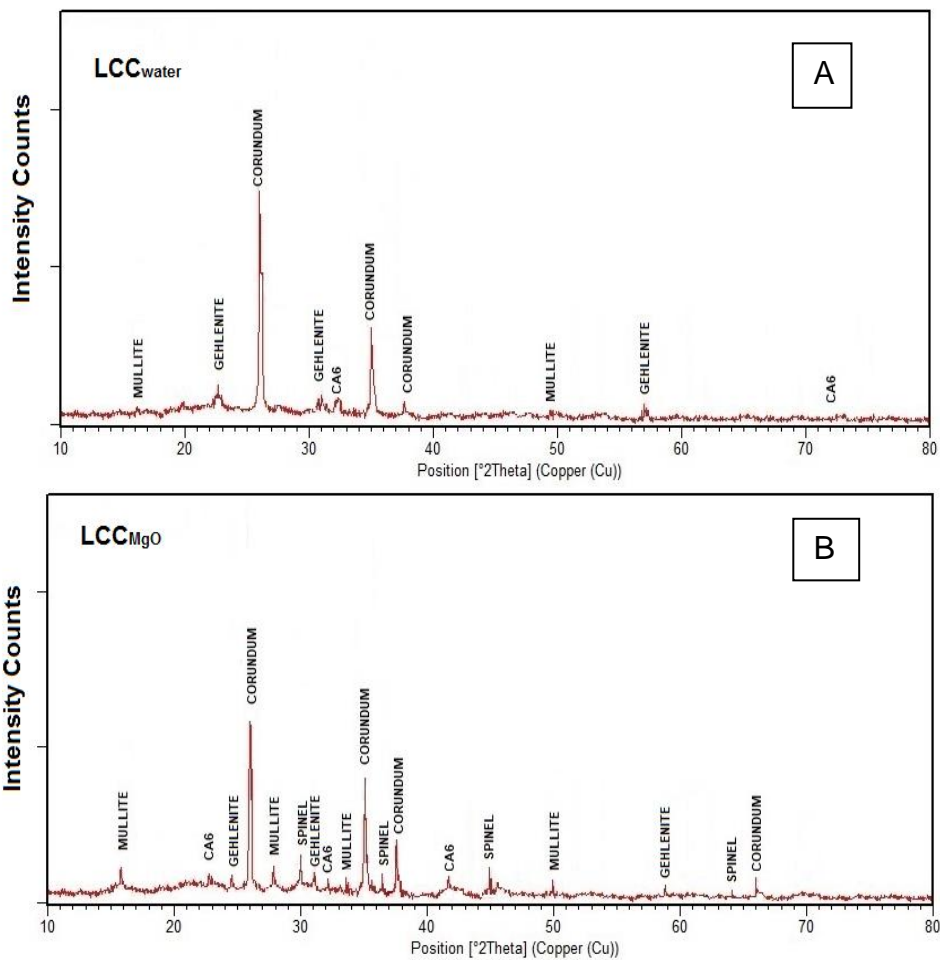 LCCwater
A
Intensity Counts
MULLITE
GEHLENITE
CORUNDUM
GEHLENITE
CA6
CORUNDUM
CORUNDUM
MULLITE
GEHLENITE
CA6
10 20 30 40 50 60 70 80
Position [°2Theta] (Copper (Cu))
LCCMgO
B
Intensity Counts
MULLITE
CA6
GEHLENITE
CORUNDUM
MULLITE
SPINEL
GEHLENITE
CA6
MULLITE
CORUNDUM
SPINEL
CORUNDUM
CA6
SPINEL
MULLITE
GEHLENITE
SPINEL
CORUNDUM
10 20 30 40 50 60 70 80
Position [°2Theta] (Copper (Cu))